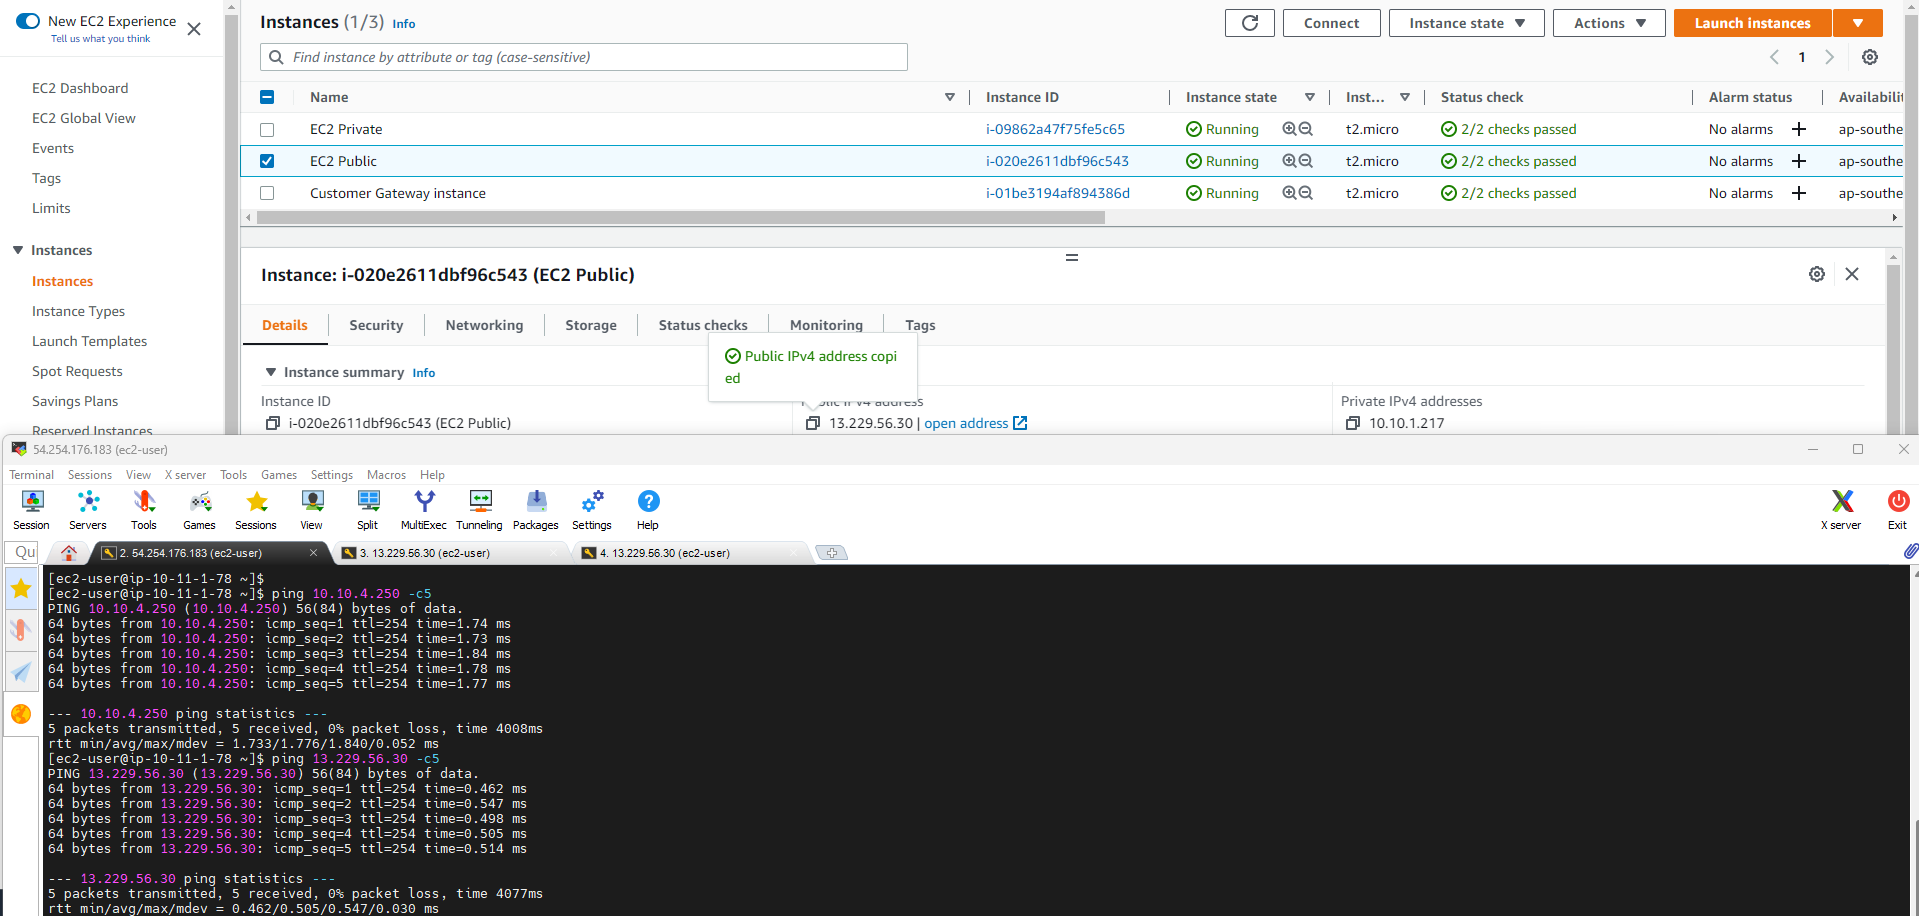 New EC2 Experience
Tell us what you think
EC2 Dashboard
EC2 Global View
Events
Tags
Limits
Instances
Instances
Instance Types
Launch Templates
Spot Requests
Savings Plans
Reserved Instances
Instances (1/3) Info
Connect
Instance state
Actions
Launch instances
Find instance by attribute or tag (case-sensitive)
1
Name Instance ID Instance state Inst... Status check Alarm status Availabilit
EC2 Private i-09862a47f75fe5c65 Running t2.micro 2/2 checks passed No alarms + ap-southe
EC2 Public i-020e2611dbf96c543 Running t2.micro 2/2 checks passed No alarms + ap-southe
Customer Gateway instance i-01be3194af894386d Running t2.micro 2/2 checks passed No alarms + ap-southe
Instance: i-020e2611dbf96c543 (EC2 Public)
Details Security Networking Storage Status checks Monitoring Tags
Public IPv4 address copi
ed
Instance summary Info
Instance ID
i-020e2611dbf96c543 (EC2 Public)
Public IPv4 address
13.229.56.30 | open address
Private IPv4 addresses
10.10.1.217
54.254.176.183 (ec2-user)
Terminal Sessions View X server Tools Games Settings Macros Help
Session Servers Tools Games Sessions View Split MultiExec Tunneling Packages Settings Help X server Exit
Qui
2. 54.254.176.183 (ec2-user)
3. 13.229.56.30 (ec2-user)
4. 13.229.56.30 (ec2-user)
[ec2-user@ip-10-11-1-78 ~]$
[ec2-user@ip-10-11-1-78 ~]$ ping 10.10.4.250 -c5
PING 10.10.4.250 (10.10.4.250) 56(84) bytes of data.
64 bytes from 10.10.4.250: icmp_seq=1 ttl=254 time=1.74 ms
64 bytes from 10.10.4.250: icmp_seq=2 ttl=254 time=1.73 ms
64 bytes from 10.10.4.250: icmp_seq=3 ttl=254 time=1.84 ms
64 bytes from 10.10.4.250: icmp_seq=4 ttl=254 time=1.78 ms
64 bytes from 10.10.4.250: icmp_seq=5 ttl=254 time=1.77 ms
--- 10.10.4.250 ping statistics ---
5 packets transmitted, 5 received, 0% packet loss, time 4008ms
rtt min/avg/max/mdev = 1.733/1.776/1.840/0.052 ms
[ec2-user@ip-10-11-1-78 ~]$ ping 13.229.56.30 -c5
PING 13.229.56.30 (13.229.56.30) 56(84) bytes of data.
64 bytes from 13.229.56.30: icmp_seq=1 ttl=254 time=0.462 ms
64 bytes from 13.229.56.30: icmp_seq=2 ttl=254 time=0.547 ms
64 bytes from 13.229.56.30: icmp_seq=3 ttl=254 time=0.498 ms
64 bytes from 13.229.56.30: icmp_seq=4 ttl=254 time=0.505 ms
64 bytes from 13.229.56.30: icmp_seq=5 ttl=254 time=0.514 ms
--- 13.229.56.30 ping statistics ---
5 packets transmitted, 5 received, 0% packet loss, time 4077ms
rtt min/avg/max/mdev = 0.462/0.505/0.547/0.030 ms